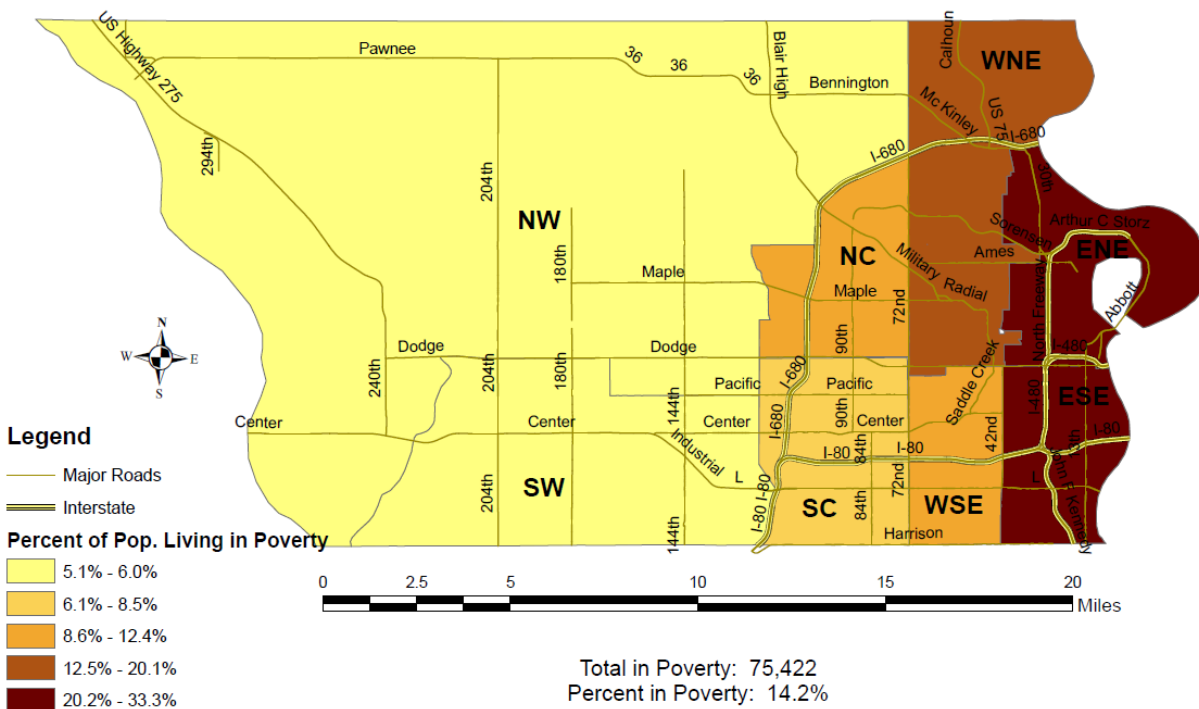 US Highway 275
Pawnee
36
36
36
Blair High
Bennington
Calhoun
WNE
Mc Kinley
US 75
I-680
I-680
30th
294th
204th
NW
180th
NC
Sorensen
Arthur C Storz
Ames
ENE
Military
Radial
Maple
Maple
72nd
North Freeway
Abbott
N
W
E
S
240th
Dodge
204th
180th
Dodge
90th
I-680
Saddle Creek
I-480
Pacific
Pacific
144th
I-480
ESE
Center
Center
Center
I-680
90th
Center
84th
42nd
13th
I-80
Industrial
I-80
I-80
John F Kennedy
204th
SW
L
I-80
I-80
SC
84th
72nd
WSE
L
144th
Harrison
Legend
Major Roads
Interstate
Percent of Pop. Living in Poverty
5.1% - 6.0%
6.1% - 8.5%
8.6% - 12.4%
12.5% - 20.1%
20.2% - 33.3%
0 2.5 5 10 15 20
Miles
Total in Poverty: 75,422
Percent in Poverty: 14.2%